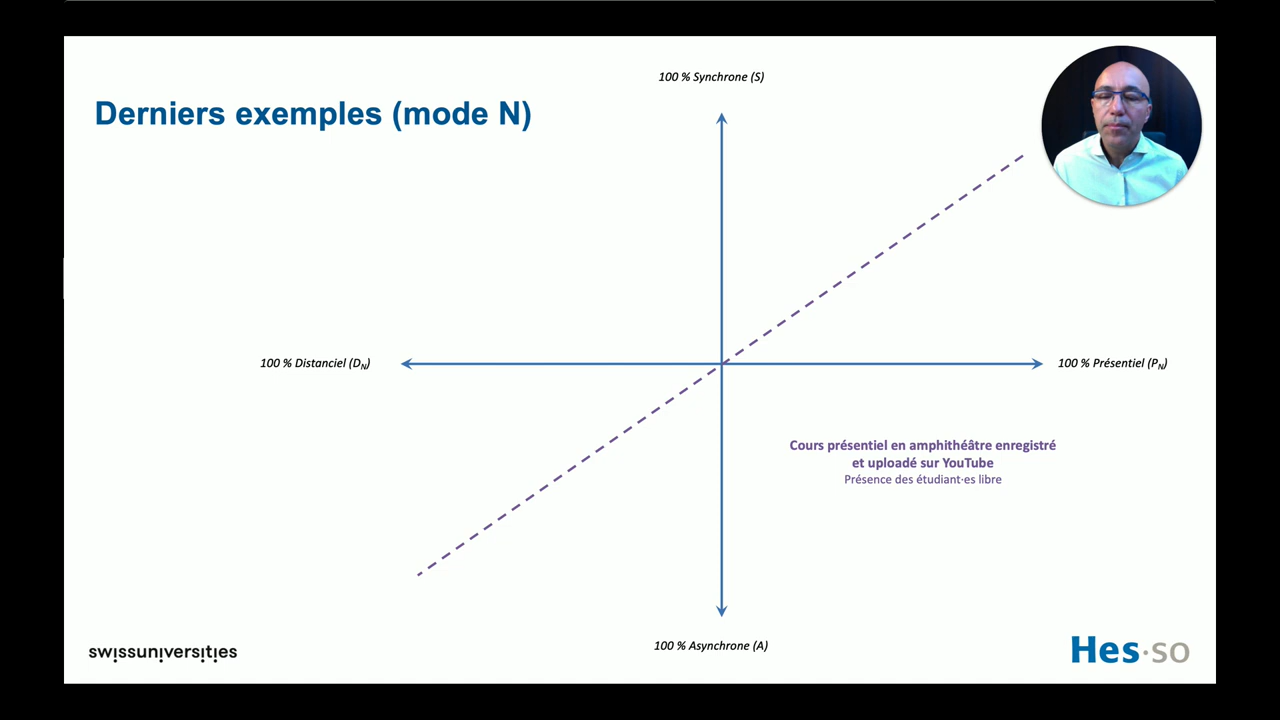 100 % Synchrone (S)
Derniers exemples (mode N)
100 % Distanciel (DN)
100 % Présentiel (PN)
Cours présentiel en amphithéâtre enregistré
et uploadé sur YouTube
Présence des étudiant·es libre
100 % Asynchrone (A)
swissuniversities
Hes·so